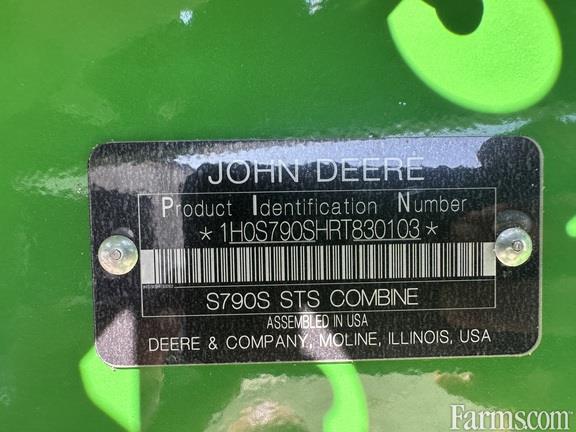 JOHN DEERE
Product Identification Number
*1H0S790SHRT830103*
S790S STS COMBINE
ASSEMBLED IN USA
DEERE & COMPANY, MOLINE, ILLINOIS, USA
Farms.com